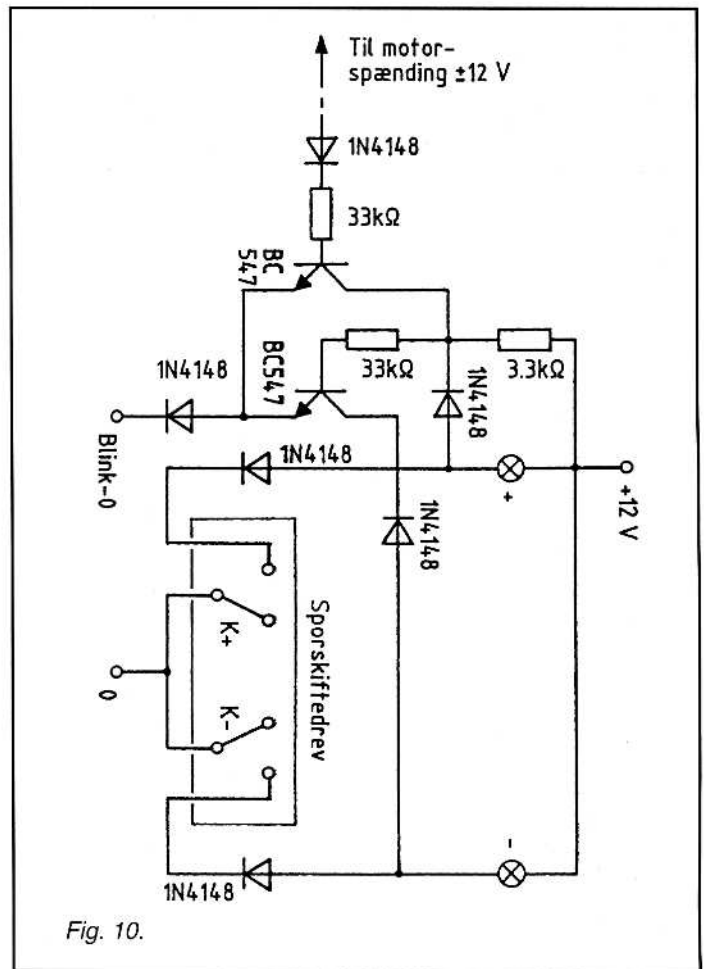 Til motor-
spænding ±12 V
1N4148
33kΩ
BC
547
BC547
33kΩ
3.3kΩ
1N4148
1N4148
Blink-0
1N4148
+
+12 V
1N4148
Sporskiftedrev
K+
0
K-
-
1N4148
Fig. 10.